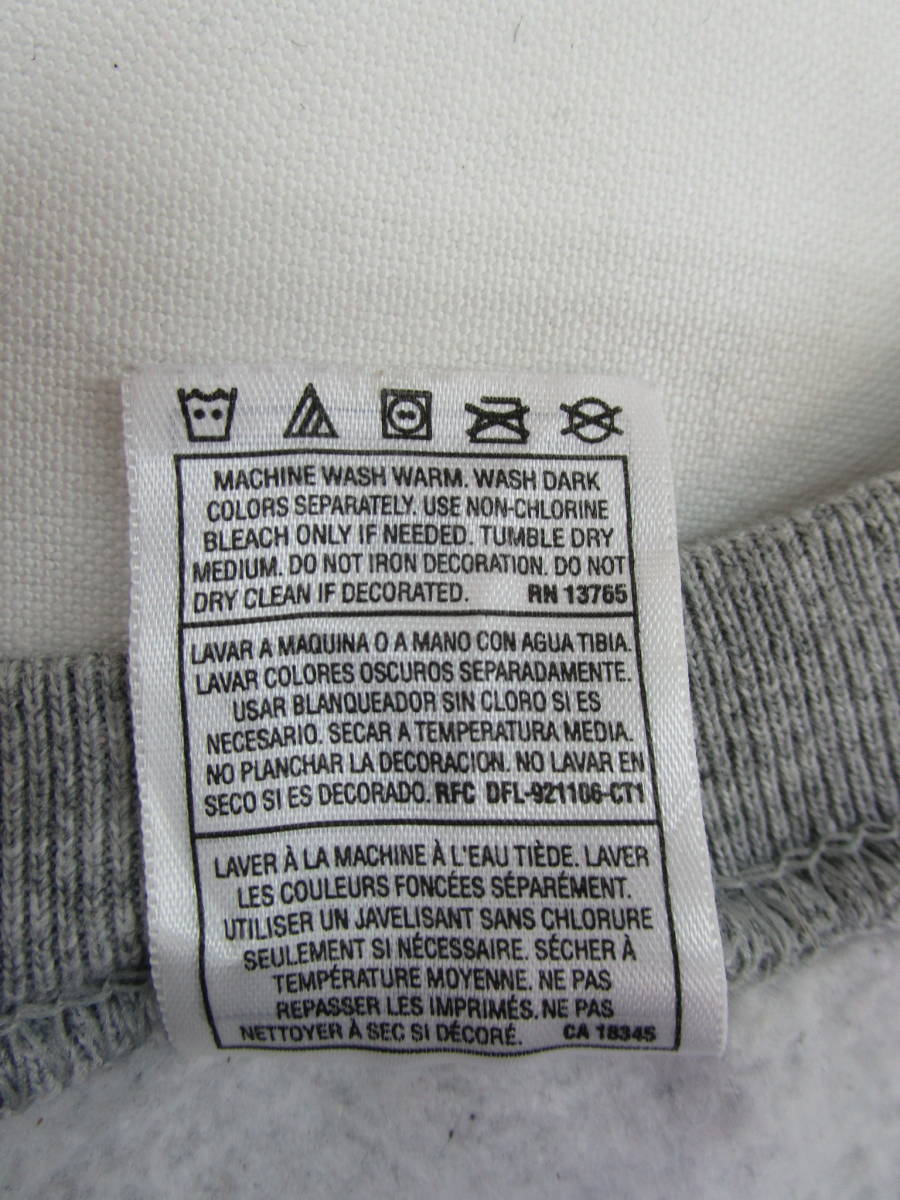 MACHINE WASH WARM. WASH DARK
COLORS SEPARATELY. USE NON-CHLORINE
BLEACH ONLY IF NEEDED. TUMBLE DRY
MEDIUM. DO NOT IRON DECORATION. DO NOT
DRY CLEAN IF DECORATED. RN 13765
LAVAR A MAQUINA O A MANO CON AGUA TIBIA.
LAVAR COLORES OSCUROS SEPARADAMENTE.
USAR BLANQUEADOR SIN CLORO SI ES
NECESARIO. SECAR A TEMPERATURA MEDIA.
NO PLANCHAR LA DECORACION. NO LAVAR EN
SECO SI ES DECORADO. RFC DFL-921106-CT1
LAVER À LA MACHINE À L'EAU TIÈDE. LAVER
LES COULEURS FONCÉES SÉPARÉMENT.
UTILISER UN JAVELISANT SANS CHLORURE
SEULEMENT SI NÉCESSAIRE. SÉCHER À
TEMPÉRATURE MOYENNE. NE PAS
REPASSER LES IMPRIMÉS. NE PAS
NETTOYER À SEC SI DÉCORÉ. CA 18345